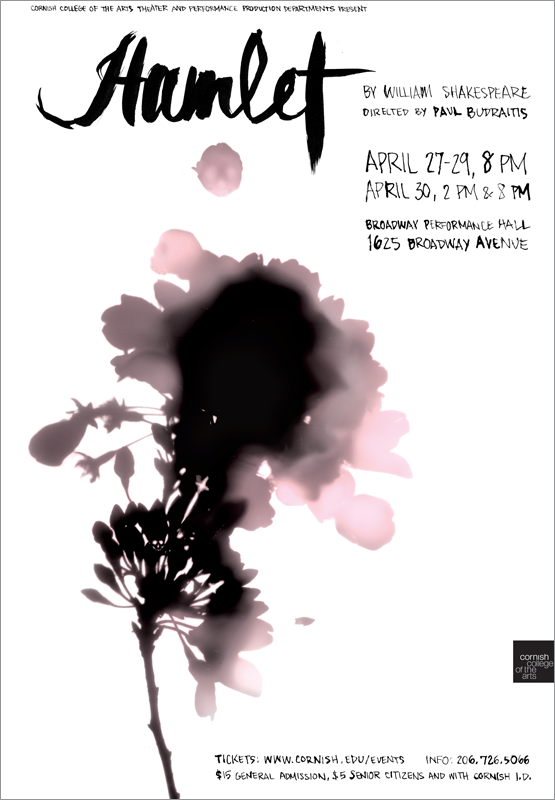 CORNISH COLLEGE OF THE ARTS THEATER AND PERFORMANCE PRODUCTION DEPARTMENTS PRESENT
Hamlet
BY WILLIAM SHAKESPEARE
DIRECTED BY PAUL BUDRAITIS
APRIL 27-29, 8 PM
APRIL 30, 2 PM & 8 PM
BROADWAY PERFORMANCE HALL
1625 BROADWAY AVENUE
cornish
college
of the
arts
TICKETS: WWW.CORNISH.EDU/EVENTS INFO: 206.726.5066
$15 GENERAL ADMISSION, $5 SENIOR CITIZENS AND WITH CORNISH I.D.